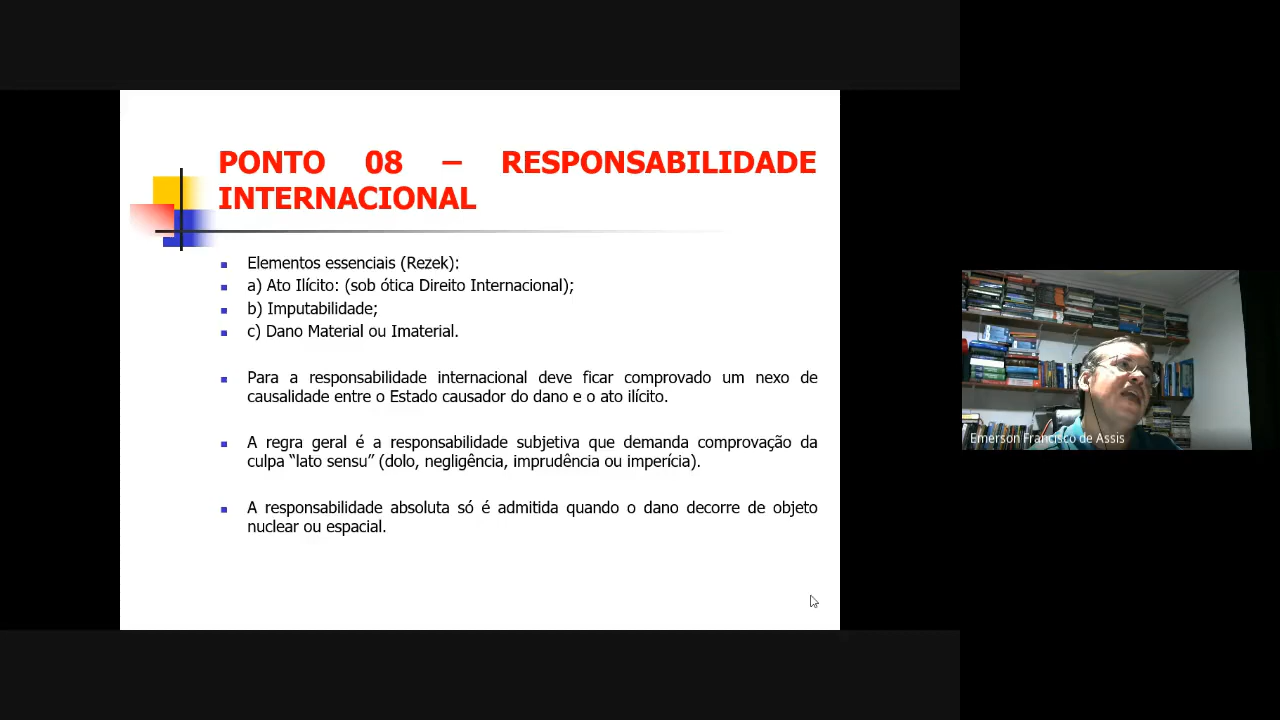 PONTO 08 – RESPONSABILIDADE
INTERNACIONAL
Elementos essenciais (Rezek):
a) Ato Ilícito: (sob ótica Direito Internacional);
b) Imputabilidade;
c) Dano Material ou Imaterial.
Para a responsabilidade internacional deve ficar comprovado um nexo de
causalidade entre o Estado causador do dano e o ato ilícito.
A regra geral é a responsabilidade subjetiva que demanda comprovação da
culpa “lato sensu” (dolo, negligência, imprudência ou imperícia).
A responsabilidade absoluta só é admitida quando o dano decorre de objeto
nuclear ou espacial.
Emerson Francisco de Assis